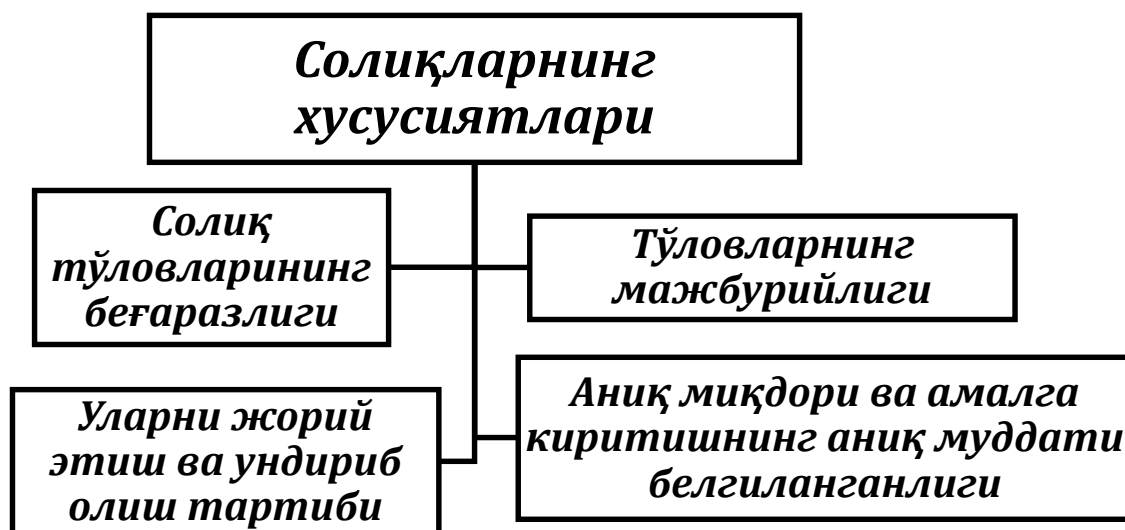 Солиқларнинг
хусусиятлари
Солиқ
тўловларининг
беғаразлиги
Тўловларнинг
мажбурийлиги
Уларни жорий
этиш ва ундириб
олиш тартиби
Аниқ миқдори ва амалга
киритишнинг аниқ муддати
белгиланганлиги